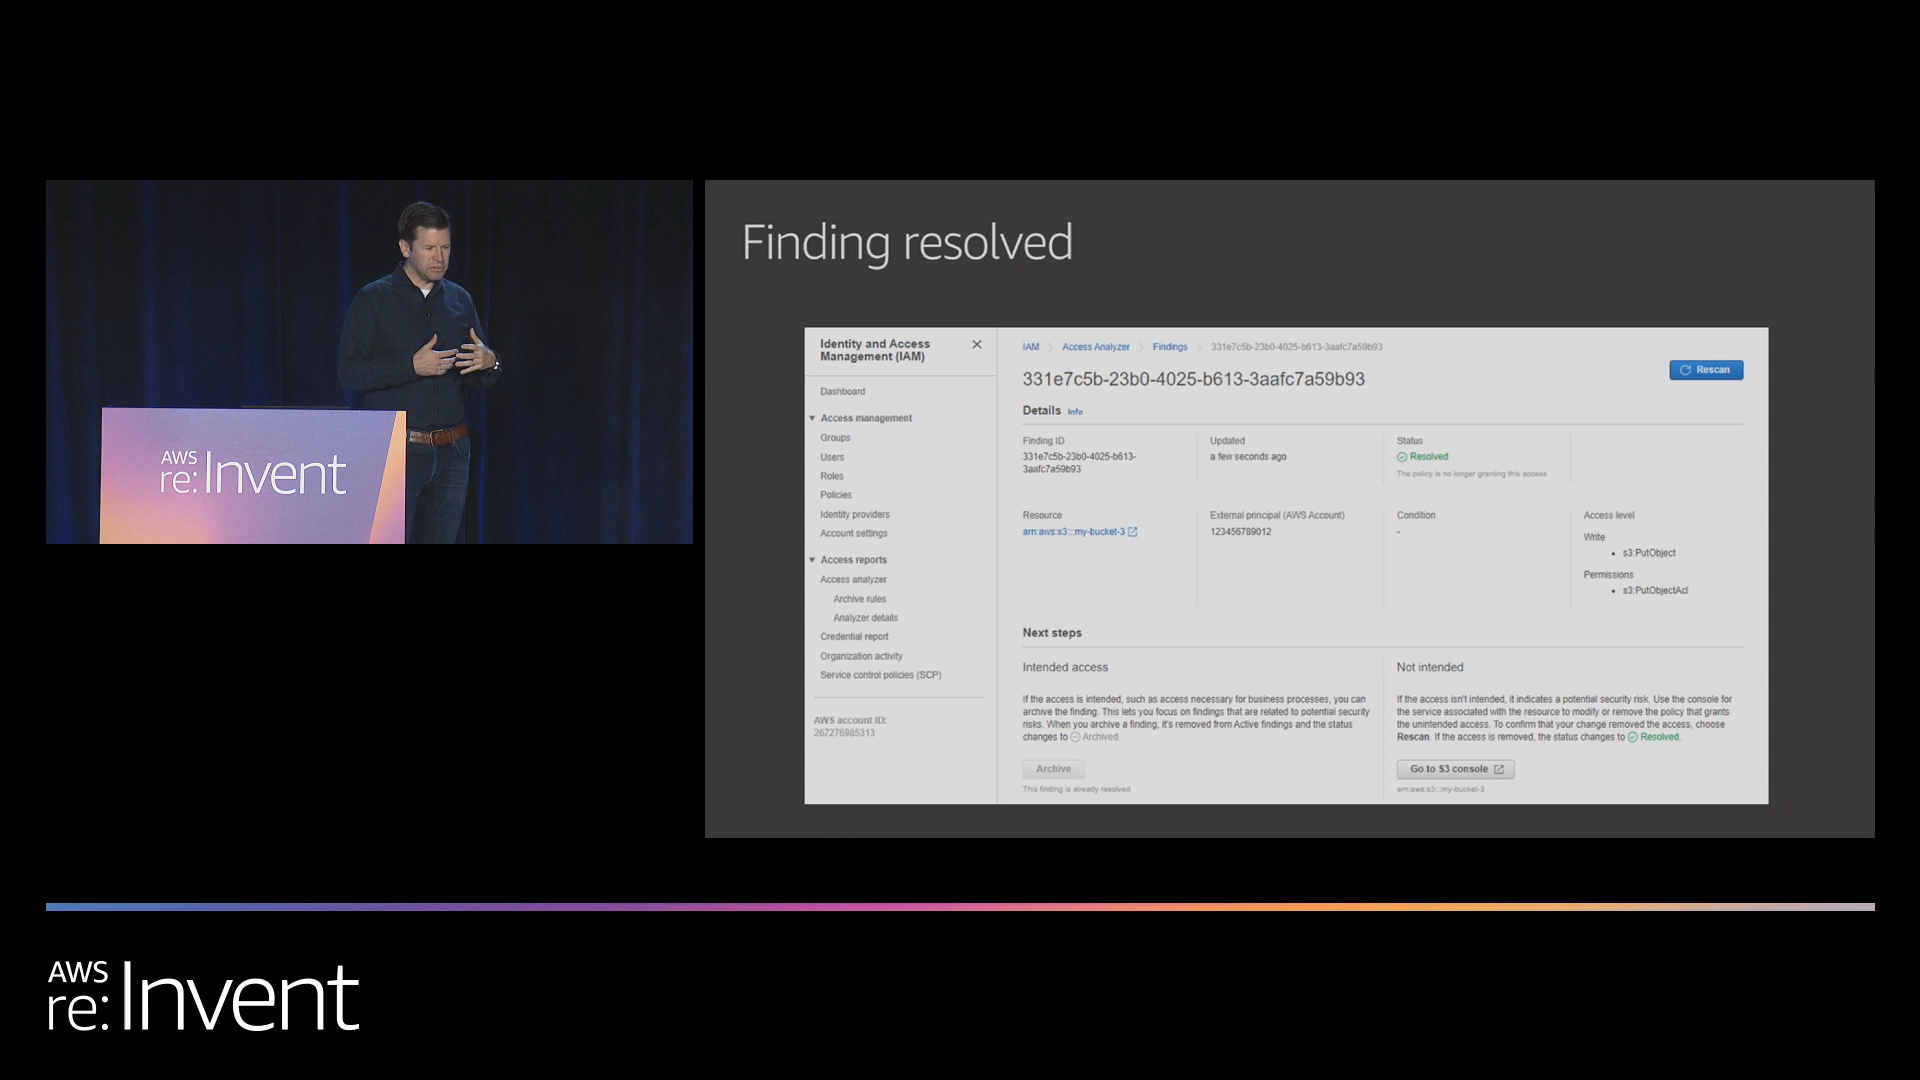 AWS
re:Invent
Finding resolved
Identity and Access
Management (IAM)
Dashboard
Access management
Groups
Users
Roles
Policies
Identity providers
Account settings
Access reports
Access analyzer
Archive rules
Analyzer details
Credential report
Organization activity
Service control policies (SCP)
AWS account ID:
267276985313
IAM > Access Analyzer > Findings > 331e7c5b-23b0-4025-b613-3aafc7a59b93
331e7c5b-23b0-4025-b613-3aafc7a59b93
Rescan
Details Info
Finding ID
331e7c5b-23b0-4025-b613-
3aafc7a59b93
Updated
a few seconds ago
Status
Resolved
The policy is no longer granting this access
Resource
arn:aws:s3:::my-bucket-3
External principal (AWS Account)
123456789012
Condition
-
Access level
Write
• s3:PutObject
Permissions
• s3:PutObjectAcl
Next steps
Intended access
If the access is intended, such as access necessary for business processes, you can
archive the finding. This lets you focus on findings that are related to potential security
risks. When you archive a finding, it's removed from Active findings and the status
changes to Archived.
Archive
This finding is already resolved
Not intended
If the access isn't intended, it indicates a potential security risk. Use the console for
the service associated with the resource to modify or remove the policy that grants
the unintended access. To confirm that your change removed the access, choose
Rescan. If the access is removed, the status changes to Resolved.
Go to S3 console
arn:aws:s3:::my-bucket-3
AWS
re:Invent